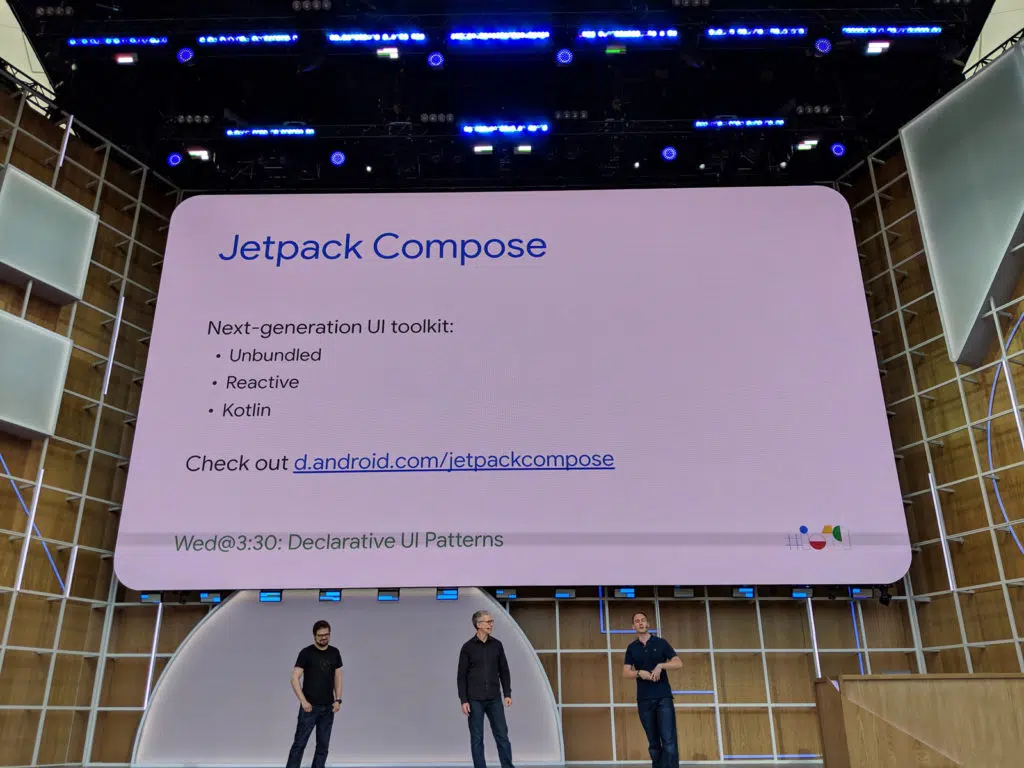 Jetpack Compose
Next-generation UI toolkit:
• Unbundled
• Reactive
• Kotlin
Check out d.android.com/jetpackcompose
Wed@3:30: Declarative UI Patterns